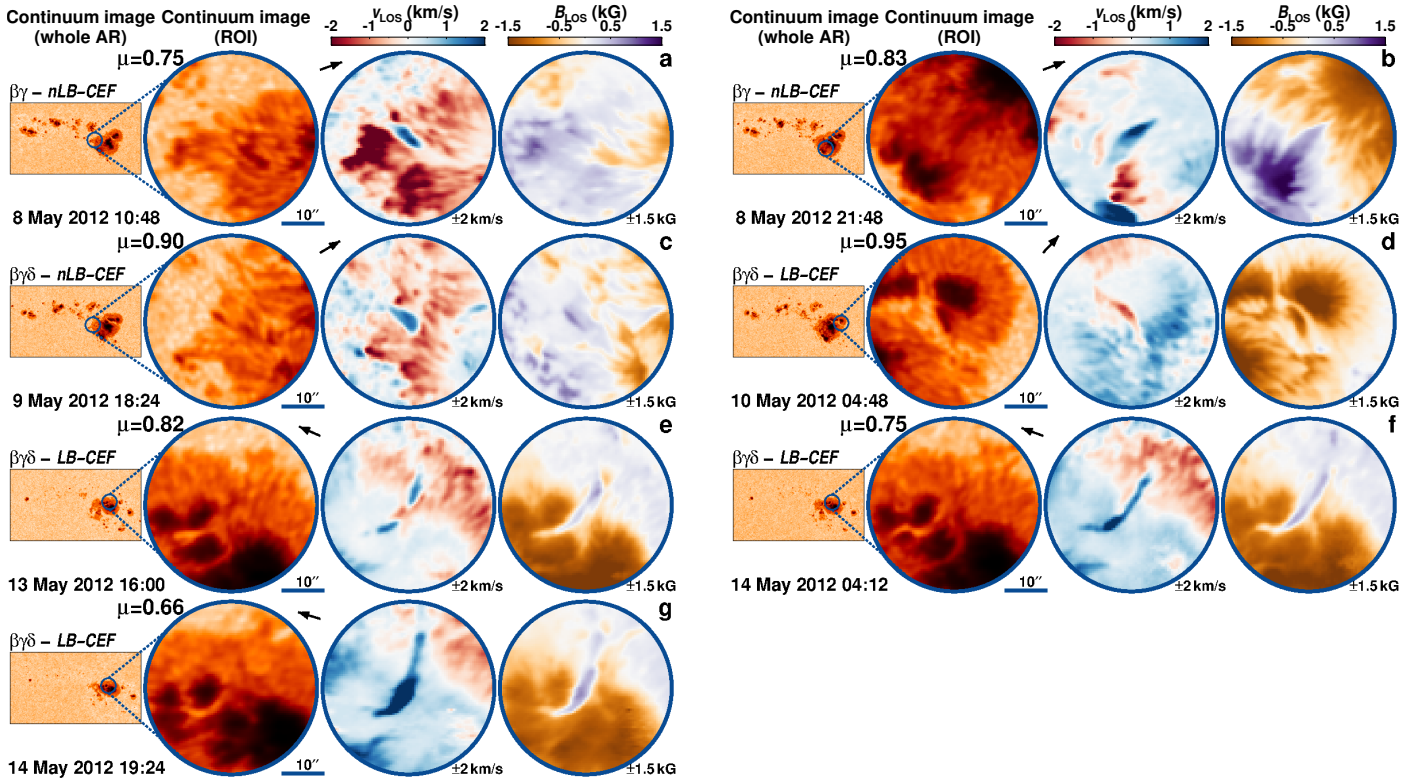 Continuum image Continuum image
(whole AR) (ROI)
vLOS (km/s)
-2 -1 0 1 2
BLOS (kG)
-1.5 -0.5 0.5 1.5
μ=0.75
a
βγ – nLB–CEF
8 May 2012 10:48
10′′
±2 km/s
±1.5 kG
Continuum image Continuum image
(whole AR) (ROI)
vLOS (km/s)
-2 -1 0 1 2
BLOS (kG)
-1.5 -0.5 0.5 1.5
μ=0.83
b
βγ – nLB–CEF
8 May 2012 21:48
10′′
±2 km/s
±1.5 kG
μ=0.90
c
βγδ – nLB–CEF
9 May 2012 18:24
10′′
±2 km/s
±1.5 kG
μ=0.95
d
βγδ – LB–CEF
10 May 2012 04:48
10′′
±2 km/s
±1.5 kG
μ=0.82
e
βγδ – LB–CEF
13 May 2012 16:00
10′′
±2 km/s
±1.5 kG
μ=0.75
f
βγδ – LB–CEF
14 May 2012 04:12
10′′
±2 km/s
±1.5 kG
μ=0.66
g
βγδ – LB–CEF
14 May 2012 19:24
10′′
±2 km/s
±1.5 kG